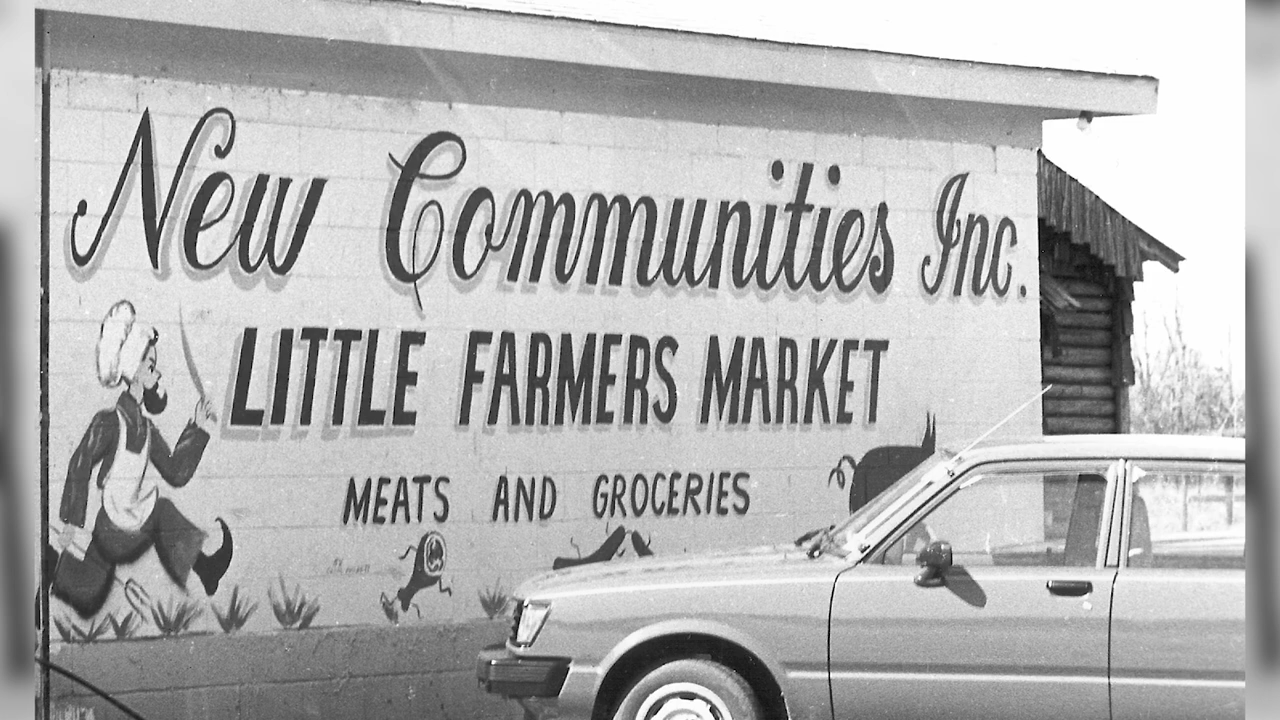 New Communities Inc.
LITTLE FARMERS MARKET
MEATS AND GROCERIES